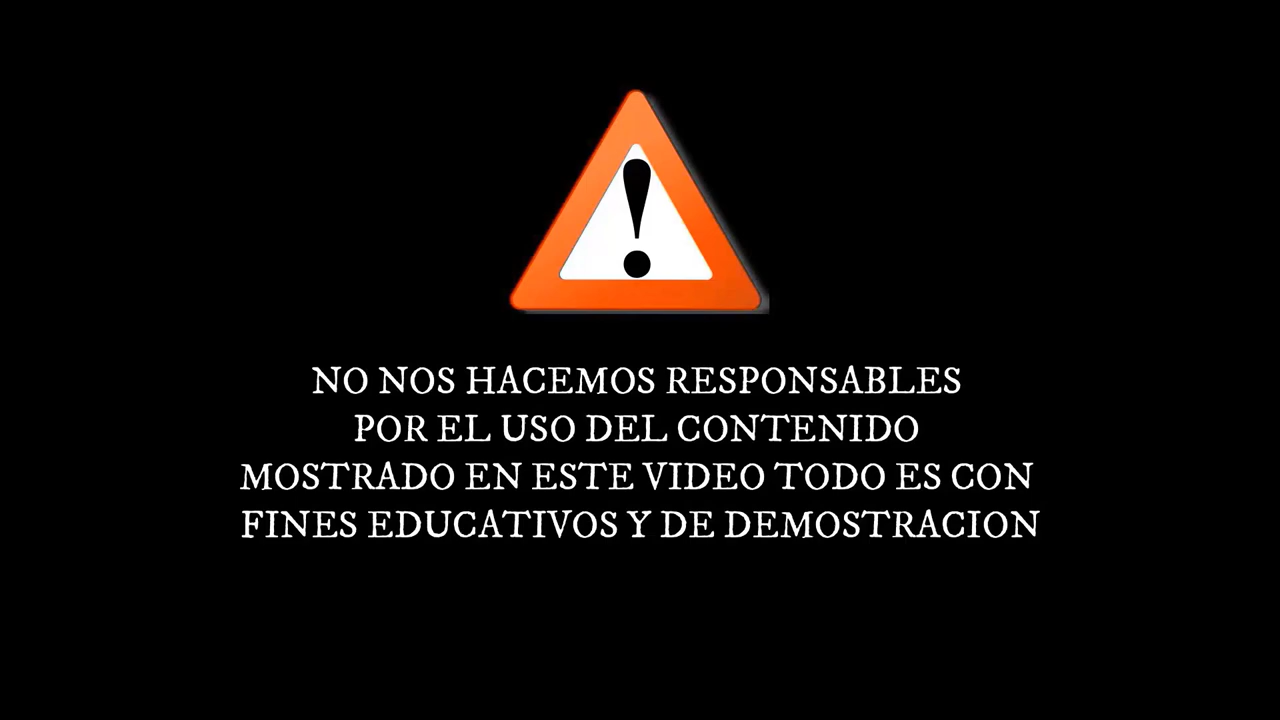 NO NOS HACEMOS RESPONSABLES
POR EL USO DEL CONTENIDO
MOSTRADO EN ESTE VIDEO TODO ES CON
FINES EDUCATIVOS Y DE DEMOSTRACION